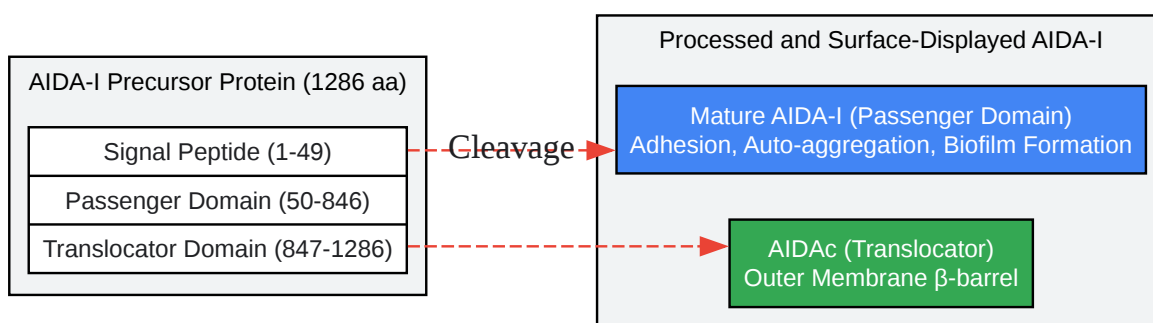 AIDA-I Precursor Protein (1286 aa)
Signal Peptide (1-49)
Passenger Domain (50-846)
Translocator Domain (847-1286)
Cleavage
Processed and Surface-Displayed AIDA-I
Mature AIDA-I (Passenger Domain)
Adhesion, Auto-aggregation, Biofilm Formation
AIDAc (Translocator)
Outer Membrane β-barrel